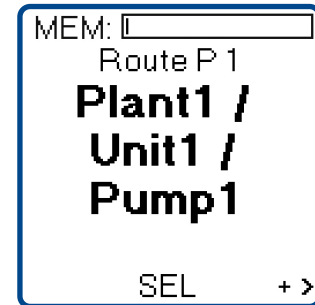 MEM:
Route P 1
Plant1 /
Unit1 /
Pump1
SEL + >